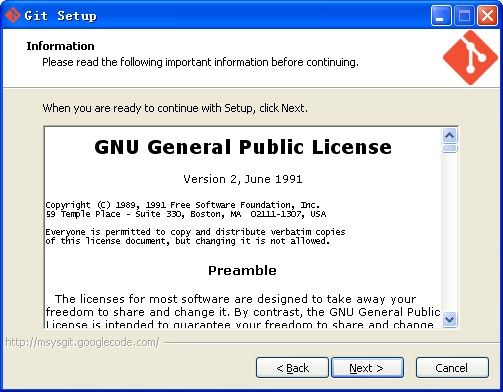 Git Setup
Information
Please read the following important information before continuing.
When you are ready to continue with Setup, click Next.
GNU General Public License
Version 2, June 1991
Copyright (C) 1989, 1991 Free Software Foundation, Inc.
59 Temple Place - Suite 330, Boston, MA  02111-1307, USA
Everyone is permitted to copy and distribute verbatim copies
of this license document, but changing it is not allowed.
Preamble
The licenses for most software are designed to take away your
freedom to share and change it. By contrast, the GNU General Public
License is intended to guarantee your freedom to share and change
http://msysgit.googlecode.com/
< Back
Next >
Cancel